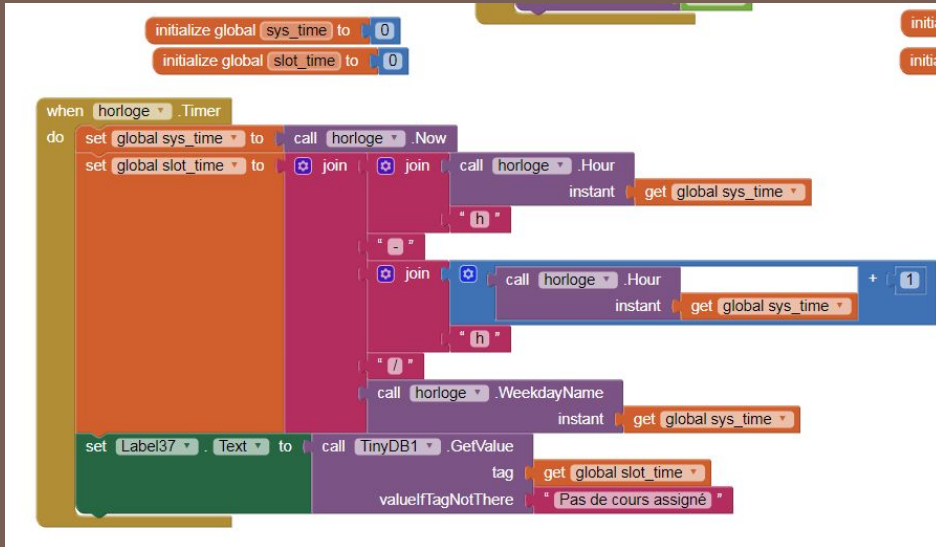 initialize global sys_time to 0
initialize global slot_time to 0
when horloge .Timer
do set global sys_time to call horloge .Now
set global slot_time to join join call horloge .Hour
instant get global sys_time
" h "
" - "
join call horloge .Hour + 1
instant get global sys_time
" h "
" / "
call horloge .WeekdayName
instant get global sys_time
set Label37 . Text to call TinyDB1 .GetValue
tag get global slot_time
valueIfTagNotThere " Pas de cours assigné "